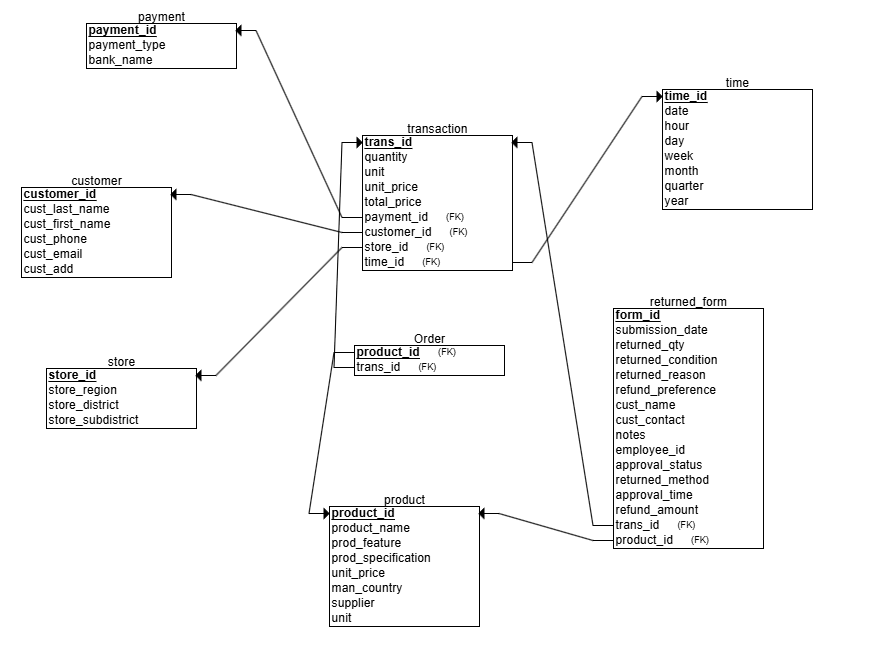 payment
payment_id
payment_type
bank_name
time
time_id
date
hour
day
week
month
quarter
year
transaction
trans_id
quantity
unit
unit_price
total_price
payment_id (FK)
customer_id (FK)
store_id (FK)
time_id (FK)
customer
customer_id
cust_last_name
cust_first_name
cust_phone
cust_email
cust_add
returned_form
form_id
submission_date
returned_qty
returned_condition
returned_reason
refund_preference
cust_name
cust_contact
notes
employee_id
approval_status
returned_method
approval_time
refund_amount
trans_id (FK)
product_id (FK)
Order
product_id (FK)
trans_id (FK)
store
store_id
store_region
store_district
store_subdistrict
product
product_id
product_name
prod_feature
prod_specification
unit_price
man_country
supplier
unit